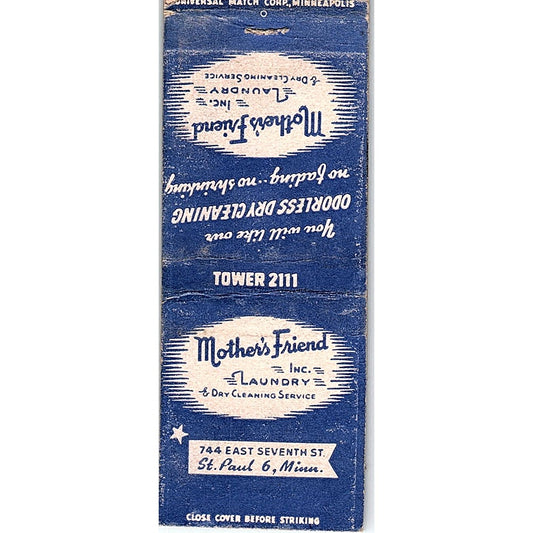 UNIVERSAL MATCH CORP., MINNEAPOLIS
Mother's Friend
INC.
LAUNDRY
& DRY CLEANING SERVICE
You will like our
ODORLESS DRY CLEANING
no fading--no shrinking
TOWER 2111
Mother's Friend
INC.
LAUNDRY
& DRY CLEANING SERVICE
744 EAST SEVENTH ST.
St. Paul 6, Minn.
CLOSE COVER BEFORE STRIKING